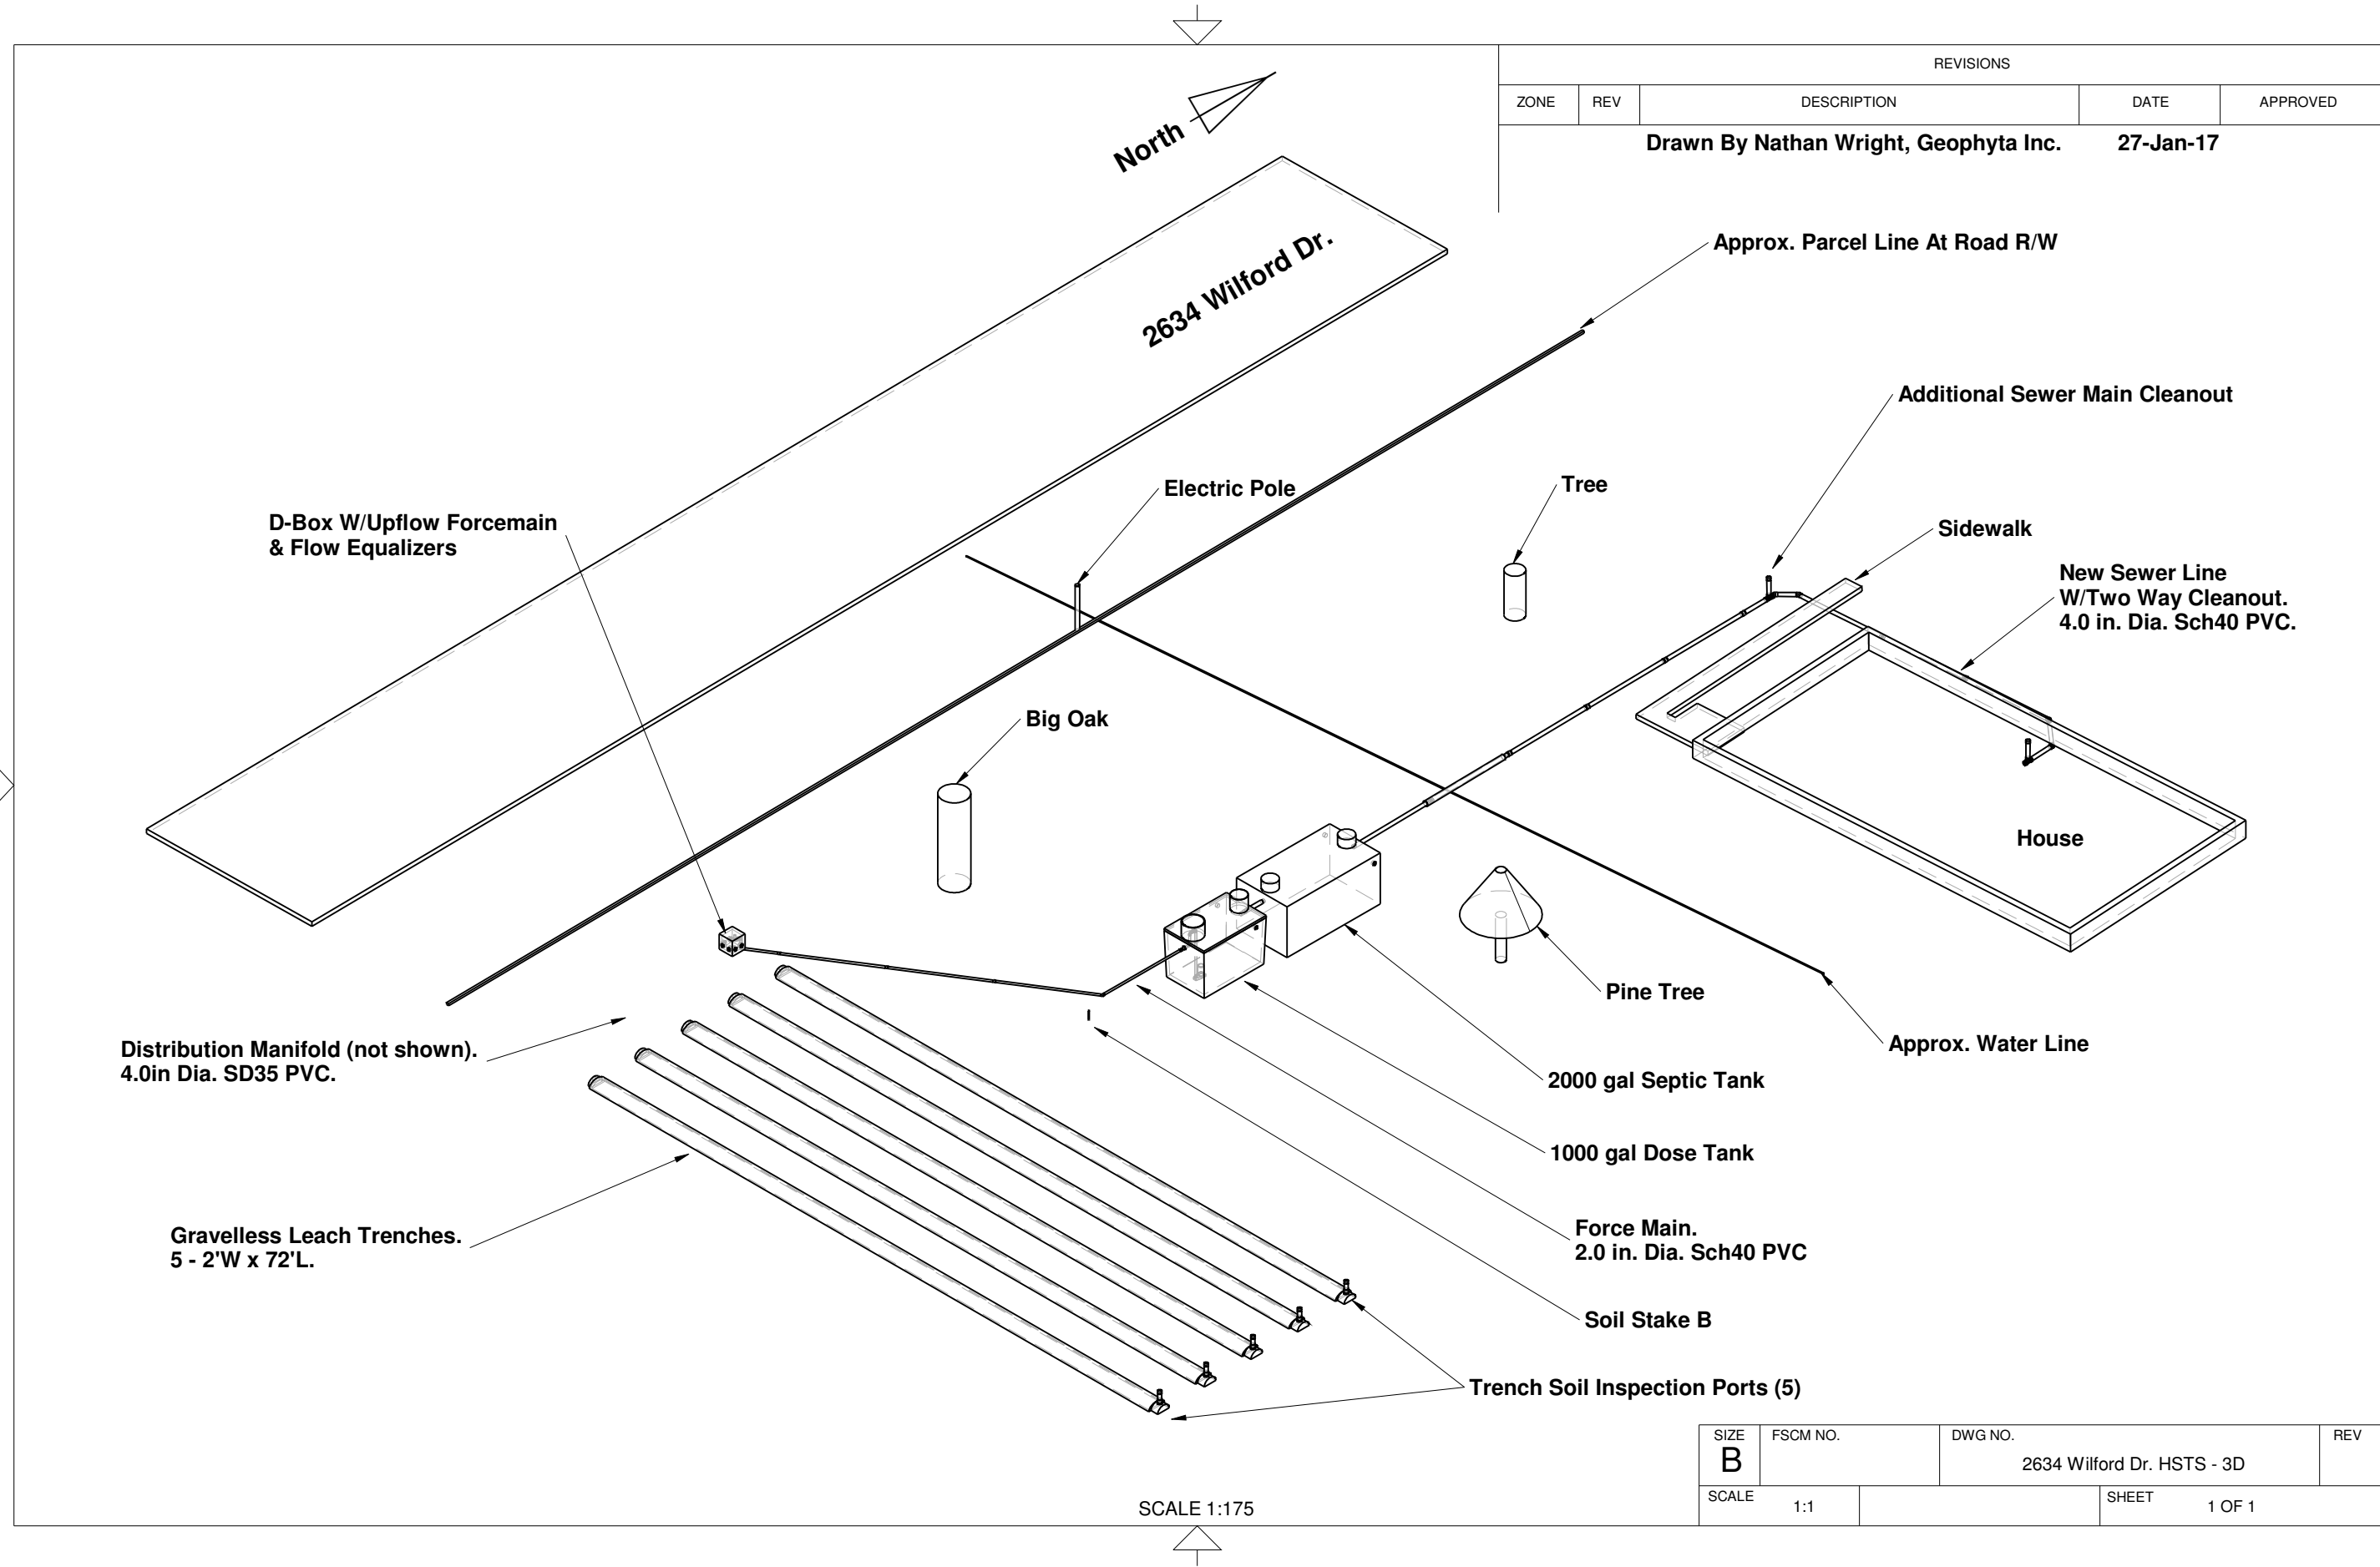 REVISIONS
ZONE REV DESCRIPTION DATE APPROVED
Drawn By Nathan Wright, Geophyta Inc. 27-Jan-17
North
2634 Wilford Dr.
Approx. Parcel Line At Road R/W
Additional Sewer Main Cleanout
Electric Pole
Tree
D-Box W/Upflow Forcemain
& Flow Equalizers
Sidewalk
New Sewer Line
W/Two Way Cleanout.
4.0 in. Dia. Sch40 PVC.
Big Oak
House
Pine Tree
Approx. Water Line
Distribution Manifold (not shown).
4.0in Dia. SD35 PVC.
2000 gal Septic Tank
1000 gal Dose Tank
Gravelless Leach Trenches.
5 - 2'W x 72'L.
Force Main.
2.0 in. Dia. Sch40 PVC
Soil Stake B
Trench Soil Inspection Ports (5)
SIZE FSCM NO. DWG NO. REV
B 2634 Wilford Dr. HSTS - 3D
SCALE 1:1 SHEET 1 OF 1
SCALE 1:175